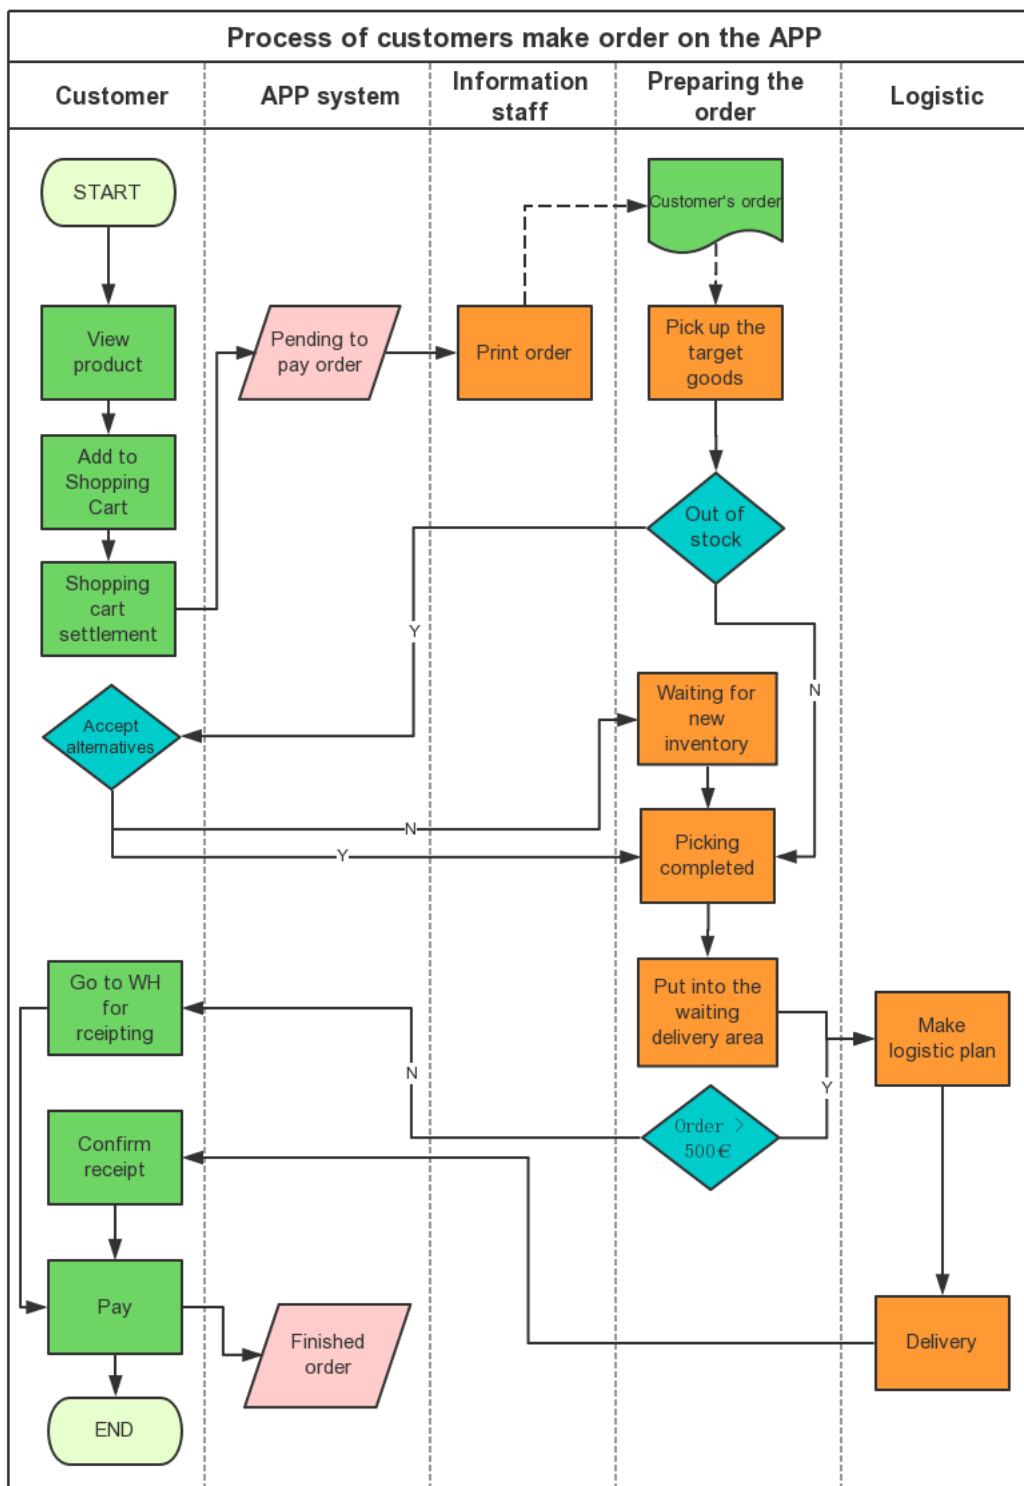 Process of customers make order on the APP
Customer
APP system
Information
staff
Preparing the
order
Logistic
START
Customer's order
View
product
Pending to
pay order
Print order
Pick up the
target
goods
Add to
Shopping
Cart
Out of
stock
Shopping
cart
settlement
Y
N
Accept
alternatives
Waiting for
new
inventory
N
Y
Picking
completed
Go to WH
for
rceipting
Put into the
waiting
delivery area
Make
logistic plan
N
Y
Order >
500€
Confirm
receipt
Pay
Finished
order
Delivery
END